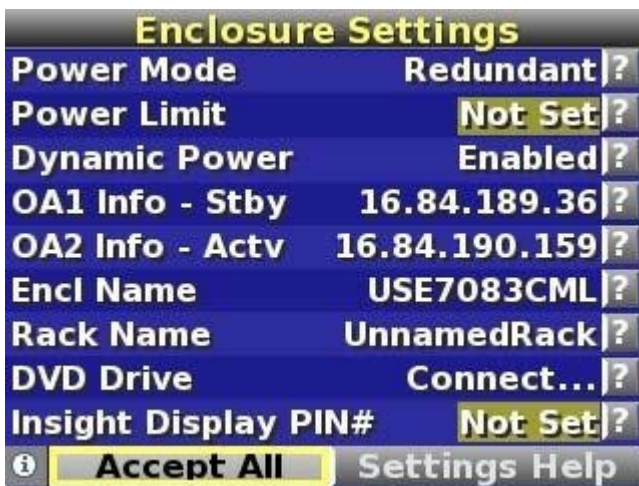 Enclosure Settings
Power Mode Redundant ?
Power Limit Not Set ?
Dynamic Power Enabled ?
OA1 Info - Stby 16.84.189.36 ?
OA2 Info - Actv 16.84.190.159 ?
Encl Name USE7083CML ?
Rack Name UnnamedRack ?
DVD Drive Connect... ?
Insight Display PIN# Not Set ?
i Accept All Settings Help